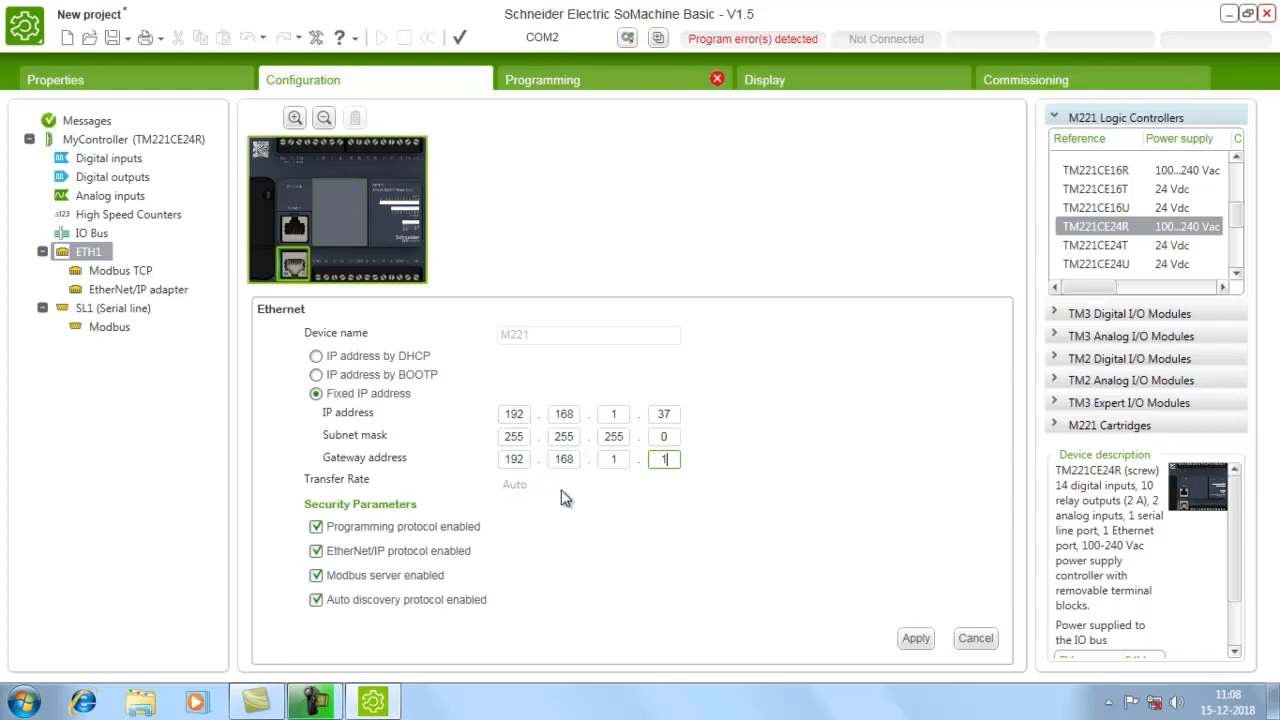 New project*
Schneider Electric SoMachine Basic - V1.5
COM2
Program error(s) detected
Not Connected
Properties
Configuration
Programming
Display
Commissioning
Messages
MyController (TM221CE24R)
Digital inputs
Digital outputs
Analog inputs
High Speed Counters
IO Bus
ETH1
Modbus TCP
EtherNet/IP adapter
SL1 (Serial line)
Modbus
Ethernet
Device name
M221
IP address by DHCP
IP address by BOOTP
Fixed IP address
IP address 192 . 168 . 1 . 37
Subnet mask 255 . 255 . 255 . 0
Gateway address 192 . 168 . 1 . 1
Transfer Rate Auto
Security Parameters
Programming protocol enabled
EtherNet/IP protocol enabled
Modbus server enabled
Auto discovery protocol enabled
Apply
Cancel
M221 Logic Controllers
Reference Power supply C
TM221CE16R 100...240 Vac
TM221CE16T 24 Vdc
TM221CE16U 24 Vdc
TM221CE24R 100...240 Vac
TM221CE24T 24 Vdc
TM221CE24U 24 Vdc
TM3 Digital I/O Modules
TM3 Analog I/O Modules
TM2 Digital I/O Modules
TM2 Analog I/O Modules
TM3 Expert I/O Modules
M221 Cartridges
Device description
TM221CE24R (screw)
14 digital inputs, 10
relay outputs (2 A), 2
analog inputs, 1 serial
line port, 1 Ethernet
port, 100-240 Vac
power supply
controller with
removable terminal
blocks.
Power supplied to
the IO bus
11:08
15-12-2018